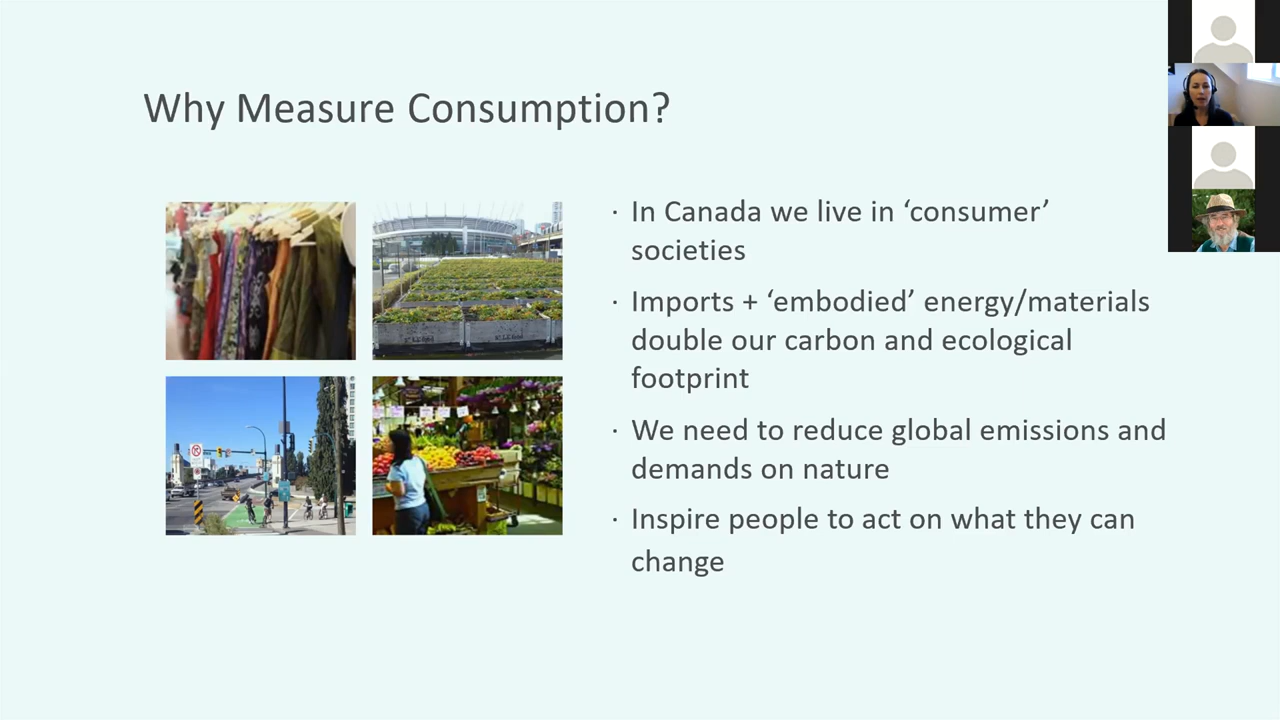 Why Measure Consumption?
· In Canada we live in ‘consumer’
societies
· Imports + ‘embodied’ energy/materials
double our carbon and ecological
footprint
· We need to reduce global emissions and
demands on nature
· Inspire people to act on what they can
change